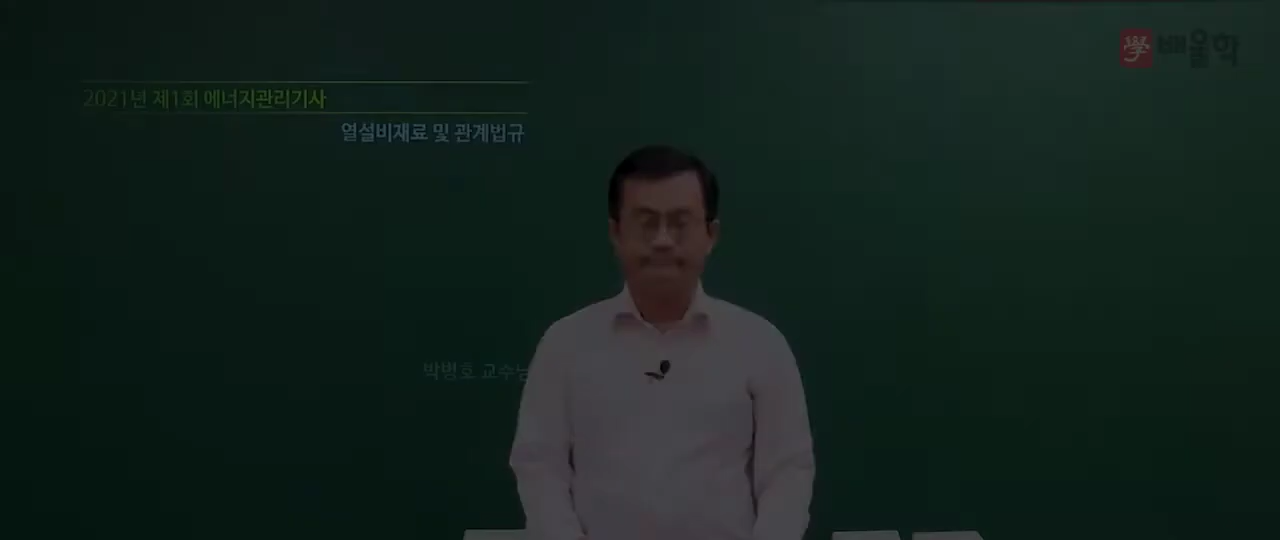 學 배울학
2021년 제1회 에너지관리기사
열설비재료 및 관계법규
박병호 교수님